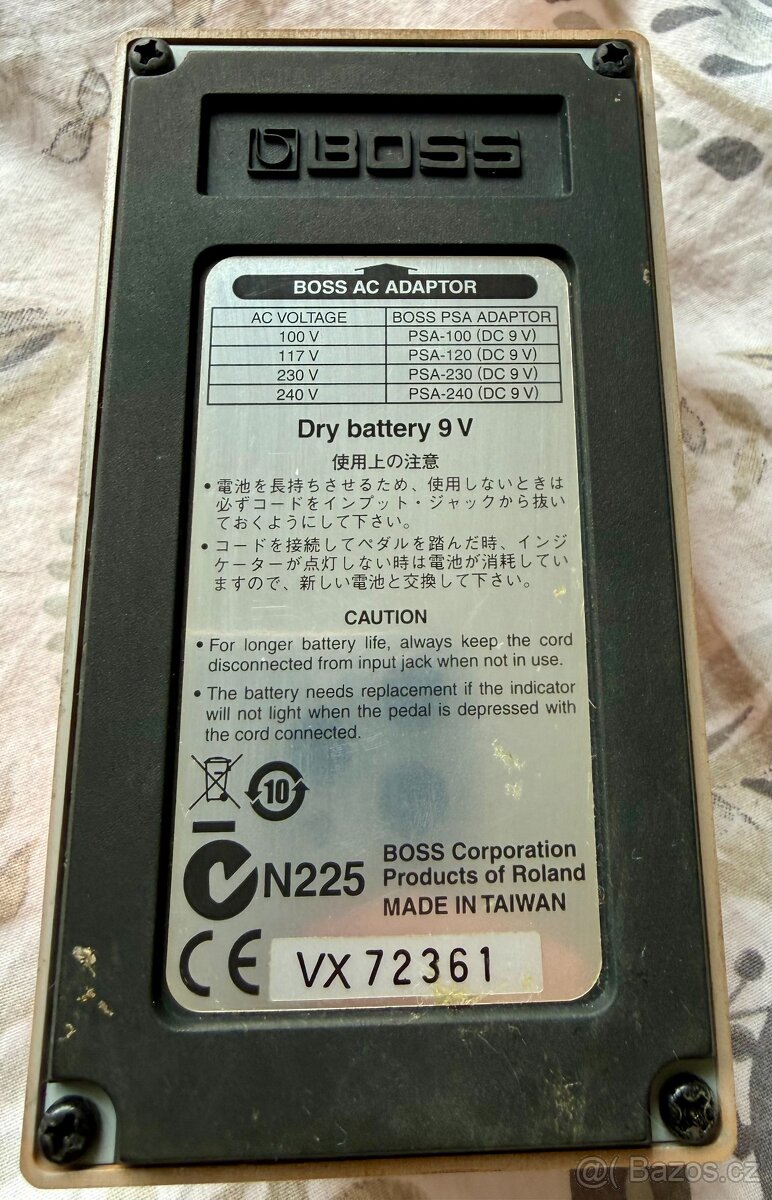 BOSS
BOSS AC ADAPTOR
AC VOLTAGE BOSS PSA ADAPTOR
100 V PSA-100 (DC 9 V)
117 V PSA-120 (DC 9 V)
230 V PSA-230 (DC 9 V)
240 V PSA-240 (DC 9 V)
Dry battery 9 V
使用上の注意
• 電池を長持ちさせるため、使用しないときは
必ずコードをインプット・ジャックから抜い
ておくようにして下さい。
• コードを接続してペダルを踏んだ時、インジ
ケーターが点灯しない時は電池が消耗してい
ますので、新しい電池と交換して下さい。
CAUTION
• For longer battery life, always keep the cord
disconnected from input jack when not in use.
• The battery needs replacement if the indicator
will not light when the pedal is depressed with
the cord connected.
10
N225
BOSS Corporation
Products of Roland
MADE IN TAIWAN
CE
VX 72361
@( Bazos.cz